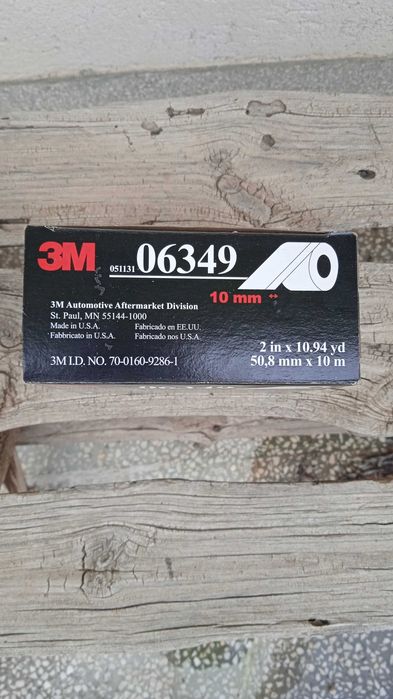 3M 051131 06349
10 mm ↔
3M Automotive Aftermarket Division
St. Paul, MN 55144-1000
Made in U.S.A. Fabricado en EE.UU.
Fabbricato in U.S.A. Fabricado nos U.S.A.
3M I.D. NO. 70-0160-9286-1
2 in x 10.94 yd
50,8 mm x 10 m